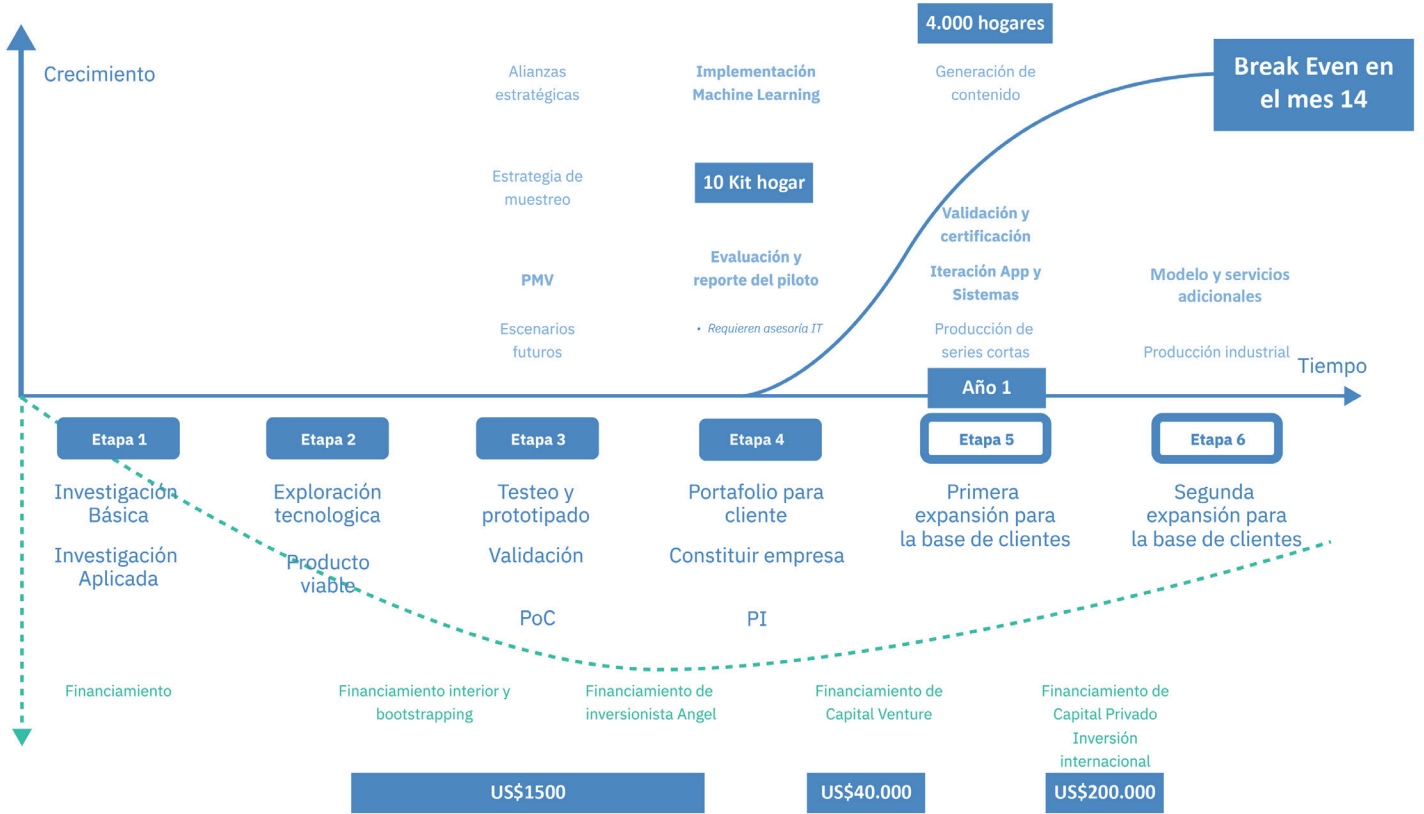 Crecimiento
Alianzas
estratégicas
Estrategia de
muestreo
PMV
Escenarios
futuros
Implementación
Machine Learning
10 Kit hogar
Evaluación y
reporte del piloto
• Requieren asesoría IT
4.000 hogares
Generación de
contenido
Validación y
certificación
Iteración App y
Sistemas
Producción de
series cortas
Año 1
Break Even en
el mes 14
Modelo y servicios
adicionales
Producción industrial
Tiempo
Etapa 1
Investigación
Básica
Investigación
Aplicada
Etapa 2
Exploración
tecnologica
Producto
viable
Etapa 3
Testeo y
prototipado
Validación
PoC
Etapa 4
Portafolio para
cliente
Constituir empresa
PI
Etapa 5
Primera
expansión para
la base de clientes
Etapa 6
Segunda
expansión para
la base de clientes
Financiamiento
Financiamiento interior y
bootstrapping
Financiamiento de
inversionista Angel
Financiamiento de
Capital Venture
Financiamiento de
Capital Privado
Inversión
internacional
US$1500
US$40.000
US$200.000